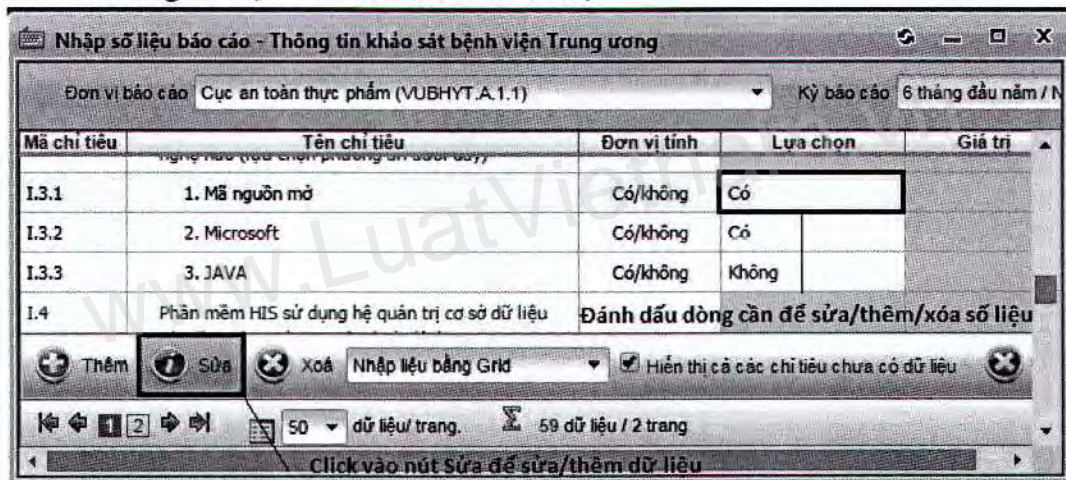 Nhập số liệu báo cáo - Thông tin khảo sát bệnh viện Trung ương
Đơn vị báo cáo Cục an toàn thực phẩm (VUBHYT.A.1.1) Kỳ báo cáo 6 tháng đầu năm / N
Mã chỉ tiêu Tên chỉ tiêu Đơn vị tính Lựa chọn Giá trị
I.3.1 1. Mã nguồn mở Có/không Có
I.3.2 2. Microsoft Có/không Có
I.3.3 3. JAVA Có/không Không
I.4 Phần mềm HIS sử dụng hệ quản trị cơ sở dữ liệu
Đánh dấu dòng cần để sửa/thêm/xóa số liệu
Thêm Sửa Xoá Nhập liệu bằng Grid Hiển thị cả các chỉ tiêu chưa có dữ liệu
1 2 50 dữ liệu/ trang. Σ 59 dữ liệu / 2 trang
Click vào nút Sửa để sửa/thêm dữ liệu
www.LuatVietnam.vn